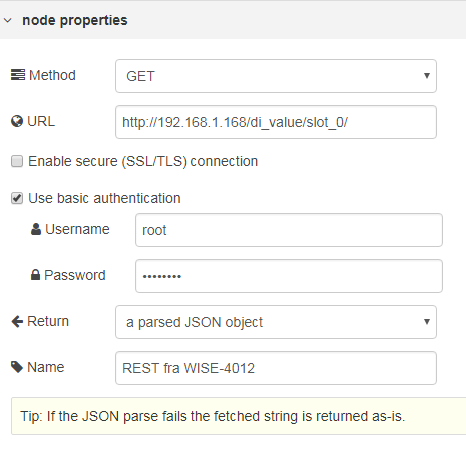 node properties
Method GET
URL http://192.168.1.168/di_value/slot_0/
Enable secure (SSL/TLS) connection
Use basic authentication
Username root
Password ••••••••
Return a parsed JSON object
Name REST fra WISE-4012
Tip: If the JSON parse fails the fetched string is returned as-is.